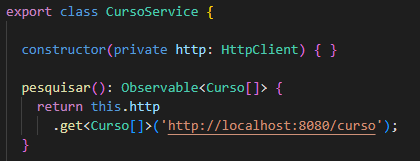 export class CursoService {
constructor(private http: HttpClient) { }
pesquisar(): Observable<Curso[]> {
return this.http
.get<Curso[]>('http://localhost:8080/curso');
}